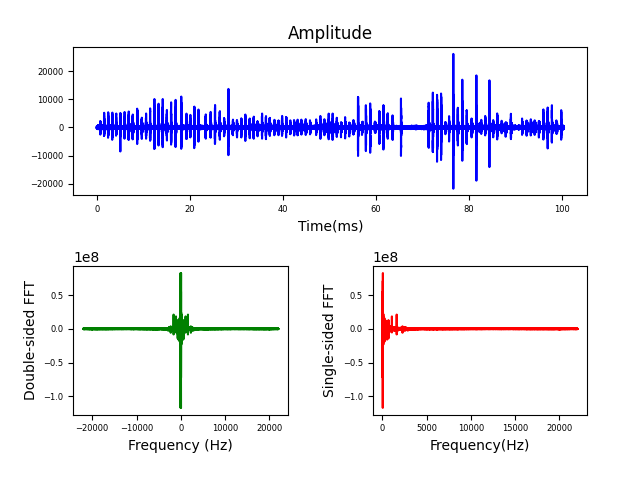 Amplitude
20000
10000
0
−10000
−20000
0 20 40 60 80 100
Time(ms)
1e8 1e8
Double-sided FFT
0.5
0.0
−0.5
−1.0
−20000 −10000 0 10000 20000
Frequency (Hz)
Single-sided FFT
0.5
0.0
−0.5
−1.0
0 5000 10000 15000 20000
Frequency(Hz)